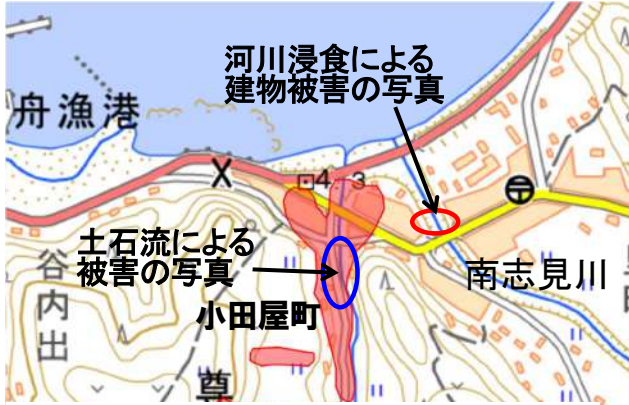 河川浸食による
建物被害の写真
舟漁港
4.3
土石流による
被害の写真
谷内出
南志見川
小田屋町
尊